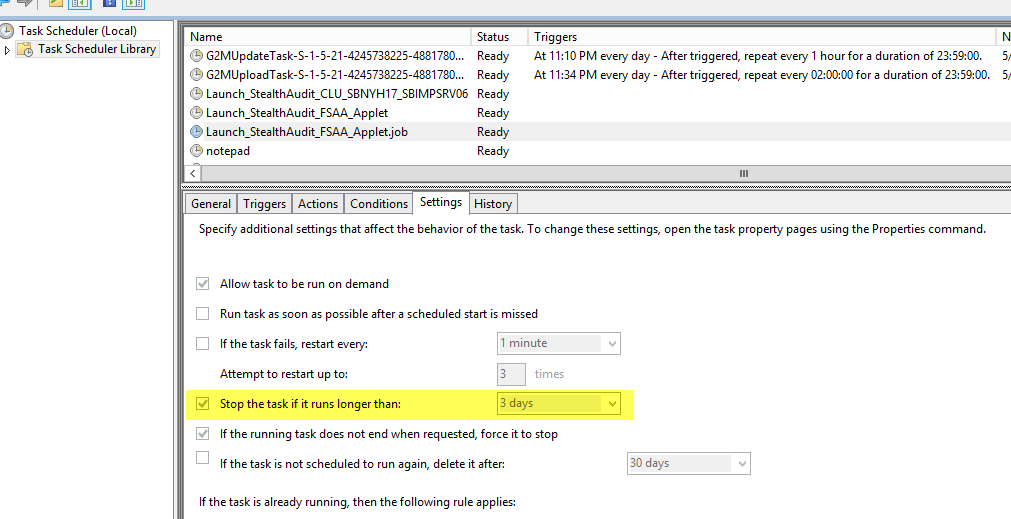 Task Scheduler (Local)
Task Scheduler Library
Name Status Triggers N
G2MUpdateTask-S-1-5-21-4245738225-4881780... Ready At 11:10 PM every day - After triggered, repeat every 1 hour for a duration of 23:59:00. 5/
G2MUploadTask-S-1-5-21-4245738225-4881780... Ready At 11:34 PM every day - After triggered, repeat every 02:00:00 for a duration of 23:59:00. 5/
Launch_StealthAudit_CLU_SBNYH17_SBIMPSRV06 Ready
Launch_StealthAudit_FSAA_Applet Ready
Launch_StealthAudit_FSAA_Applet.job Ready
notepad Ready
General Triggers Actions Conditions Settings History
Specify additional settings that affect the behavior of the task. To change these settings, open the task property pages using the Properties command.
Allow task to be run on demand
Run task as soon as possible after a scheduled start is missed
If the task fails, restart every: 1 minute
Attempt to restart up to: 3 times
Stop the task if it runs longer than: 3 days
If the running task does not end when requested, force it to stop
If the task is not scheduled to run again, delete it after: 30 days
If the task is already running, then the following rule applies: